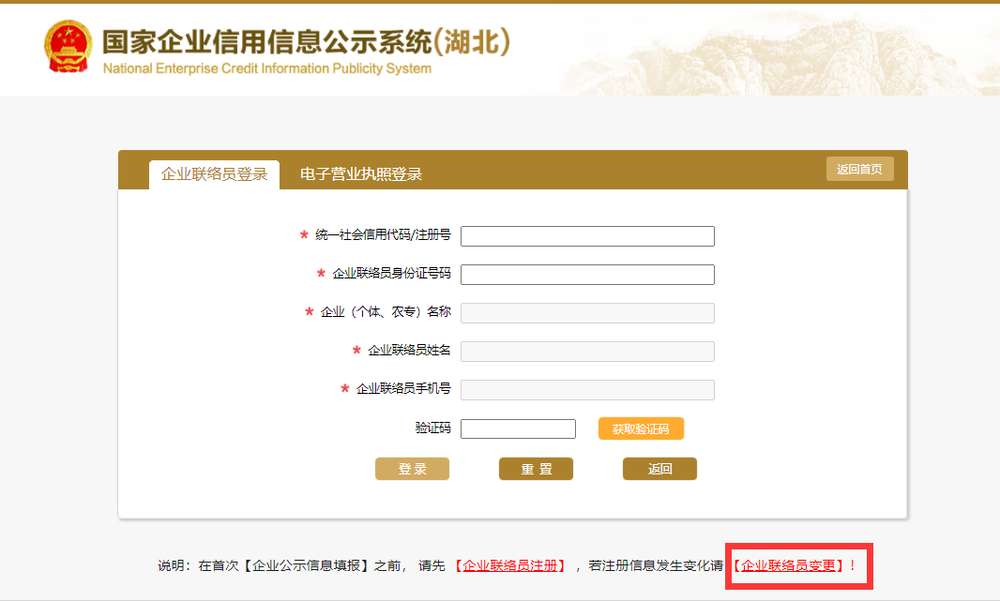 国家企业信用信息公示系统(湖北)
National Enterprise Credit Information Publicity System
企业联络员登录 电子营业执照登录 返回首页
* 统一社会信用代码/注册号
* 企业联络员身份证号码
* 企业（个体、农专）名称
* 企业联络员姓名
* 企业联络员手机号
验证码 获取验证码
登 录 重 置 返回
说明：在首次【企业公示信息填报】之前， 请先 【企业联络员注册】 ，若注册信息发生变化请【企业联络员变更】！